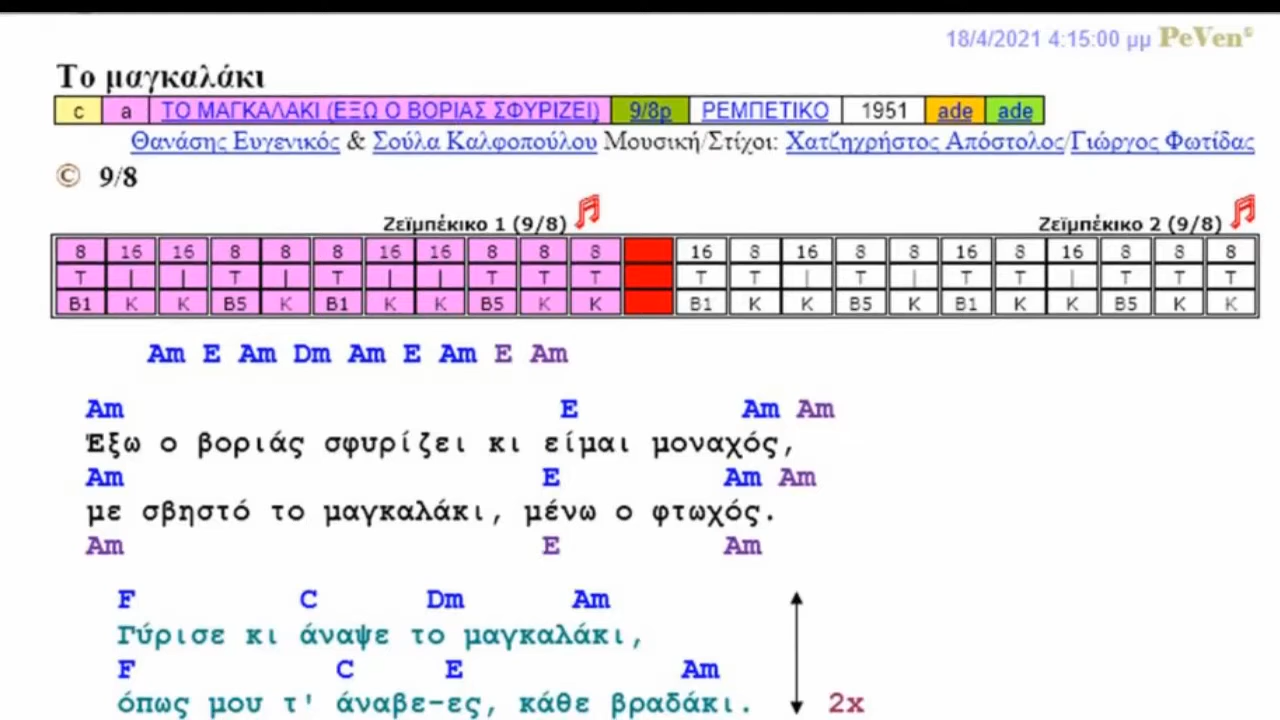 18/4/2021 4:15:00 μμ PeVen©
Το μαγκαλάκι
c a ΤΟ ΜΑΓΚΑΛΑΚΙ (ΕΞΩ Ο ΒΟΡΙΑΣ ΣΦΥΡΙΖΕΙ) 9/8p ΡΕΜΠΕΤΙΚΟ 1951 ade ade
Θανάσης Ευγενικός & Σούλα Καλφοπούλου Μουσική/Στίχοι: Χατζηχρήστος Απόστολος/Γιώργος Φωτίδας
© 9/8
Ζεϊμπέκικο 1 (9/8) Ζεϊμπέκικο 2 (9/8)
8 16 16 8 8 8 16 16 8 8 8 16 8 16 8 8 16 8 16 8 8 8
T | | T | T | | T T T T T | T | T T | T T T
B1 K K B5 K B1 K K B5 K K B1 K K B5 K B1 K K B5 K K
Am E Am Dm Am E Am E Am
Am E Am Am
Έξω ο βοριάς σφυρίζει κι είμαι μοναχός,
Am E Am Am
με σβηστό το μαγκαλάκι, μένω ο φτωχός.
Am E Am
F C Dm Am
Γύρισε κι άναψε το μαγκαλάκι,
F C E Am
όπως μου τ' άναβε-ες, κάθε βραδάκι. 2x